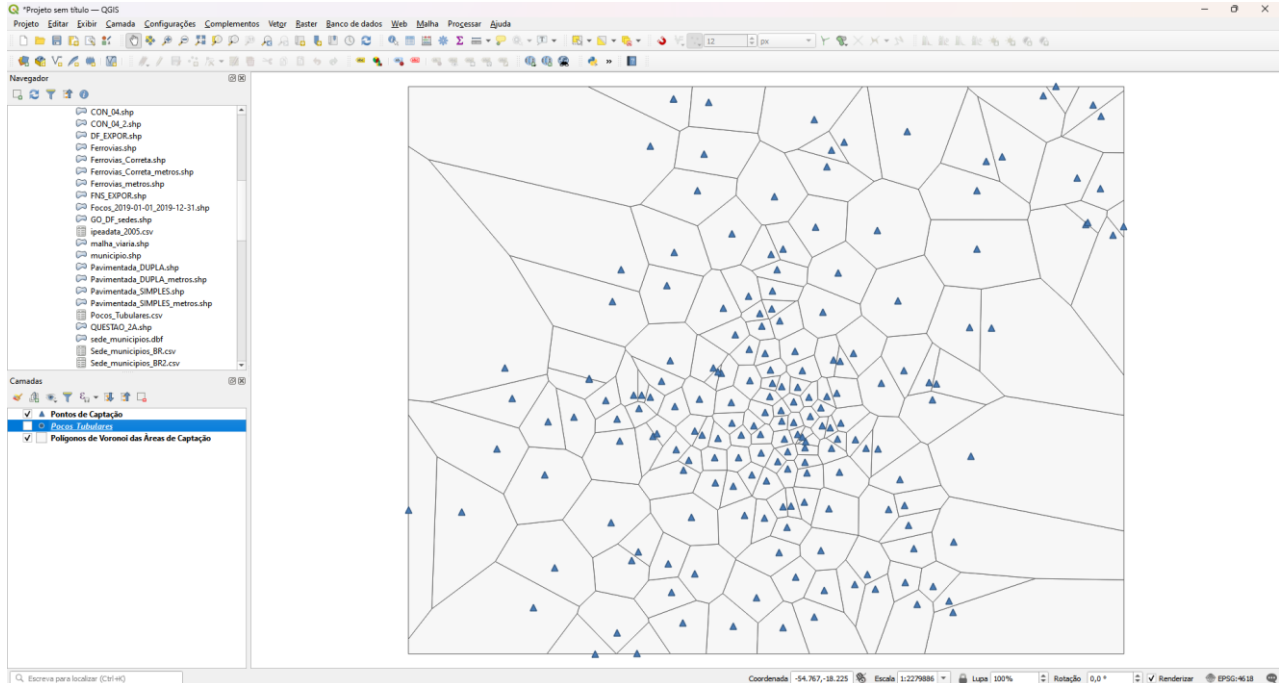 *Projeto sem título — QGIS
Projeto Editar Exibir Camada Configurações Complementos Vetor Raster Banco de dados Web Malha Processar Ajuda
12 px
Navegador
CON_04.shp
CON_04_2.shp
DF_EXPOR.shp
Ferrovias.shp
Ferrovias_Correta.shp
Ferrovias_Correta_metros.shp
Ferrovias_metros.shp
FNS_EXPOR.shp
Focos_2019-01-01_2019-12-31.shp
GO_DF_sedes.shp
ipeadata_2005.csv
malha_viaria.shp
municipio.shp
Pavimentada_DUPLA.shp
Pavimentada_DUPLA_metros.shp
Pavimentada_SIMPLES.shp
Pavimentada_SIMPLES_metros.shp
Pocos_Tubulares.csv
QUESTAO_2A.shp
sede_municipios.dbf
Sede_municipios_BR.csv
Sede_municipios_BR2.csv
Camadas
Pontos de Captação
Pocos Tubulares
Polígonos de Voronoi das Áreas de Captação
Escreva para localizar (Ctrl+K) Coordenada -54.767,-18.225 Escala 1:2279886 Lupa 100% Rotação 0,0 ° Renderizar EPSG:4618